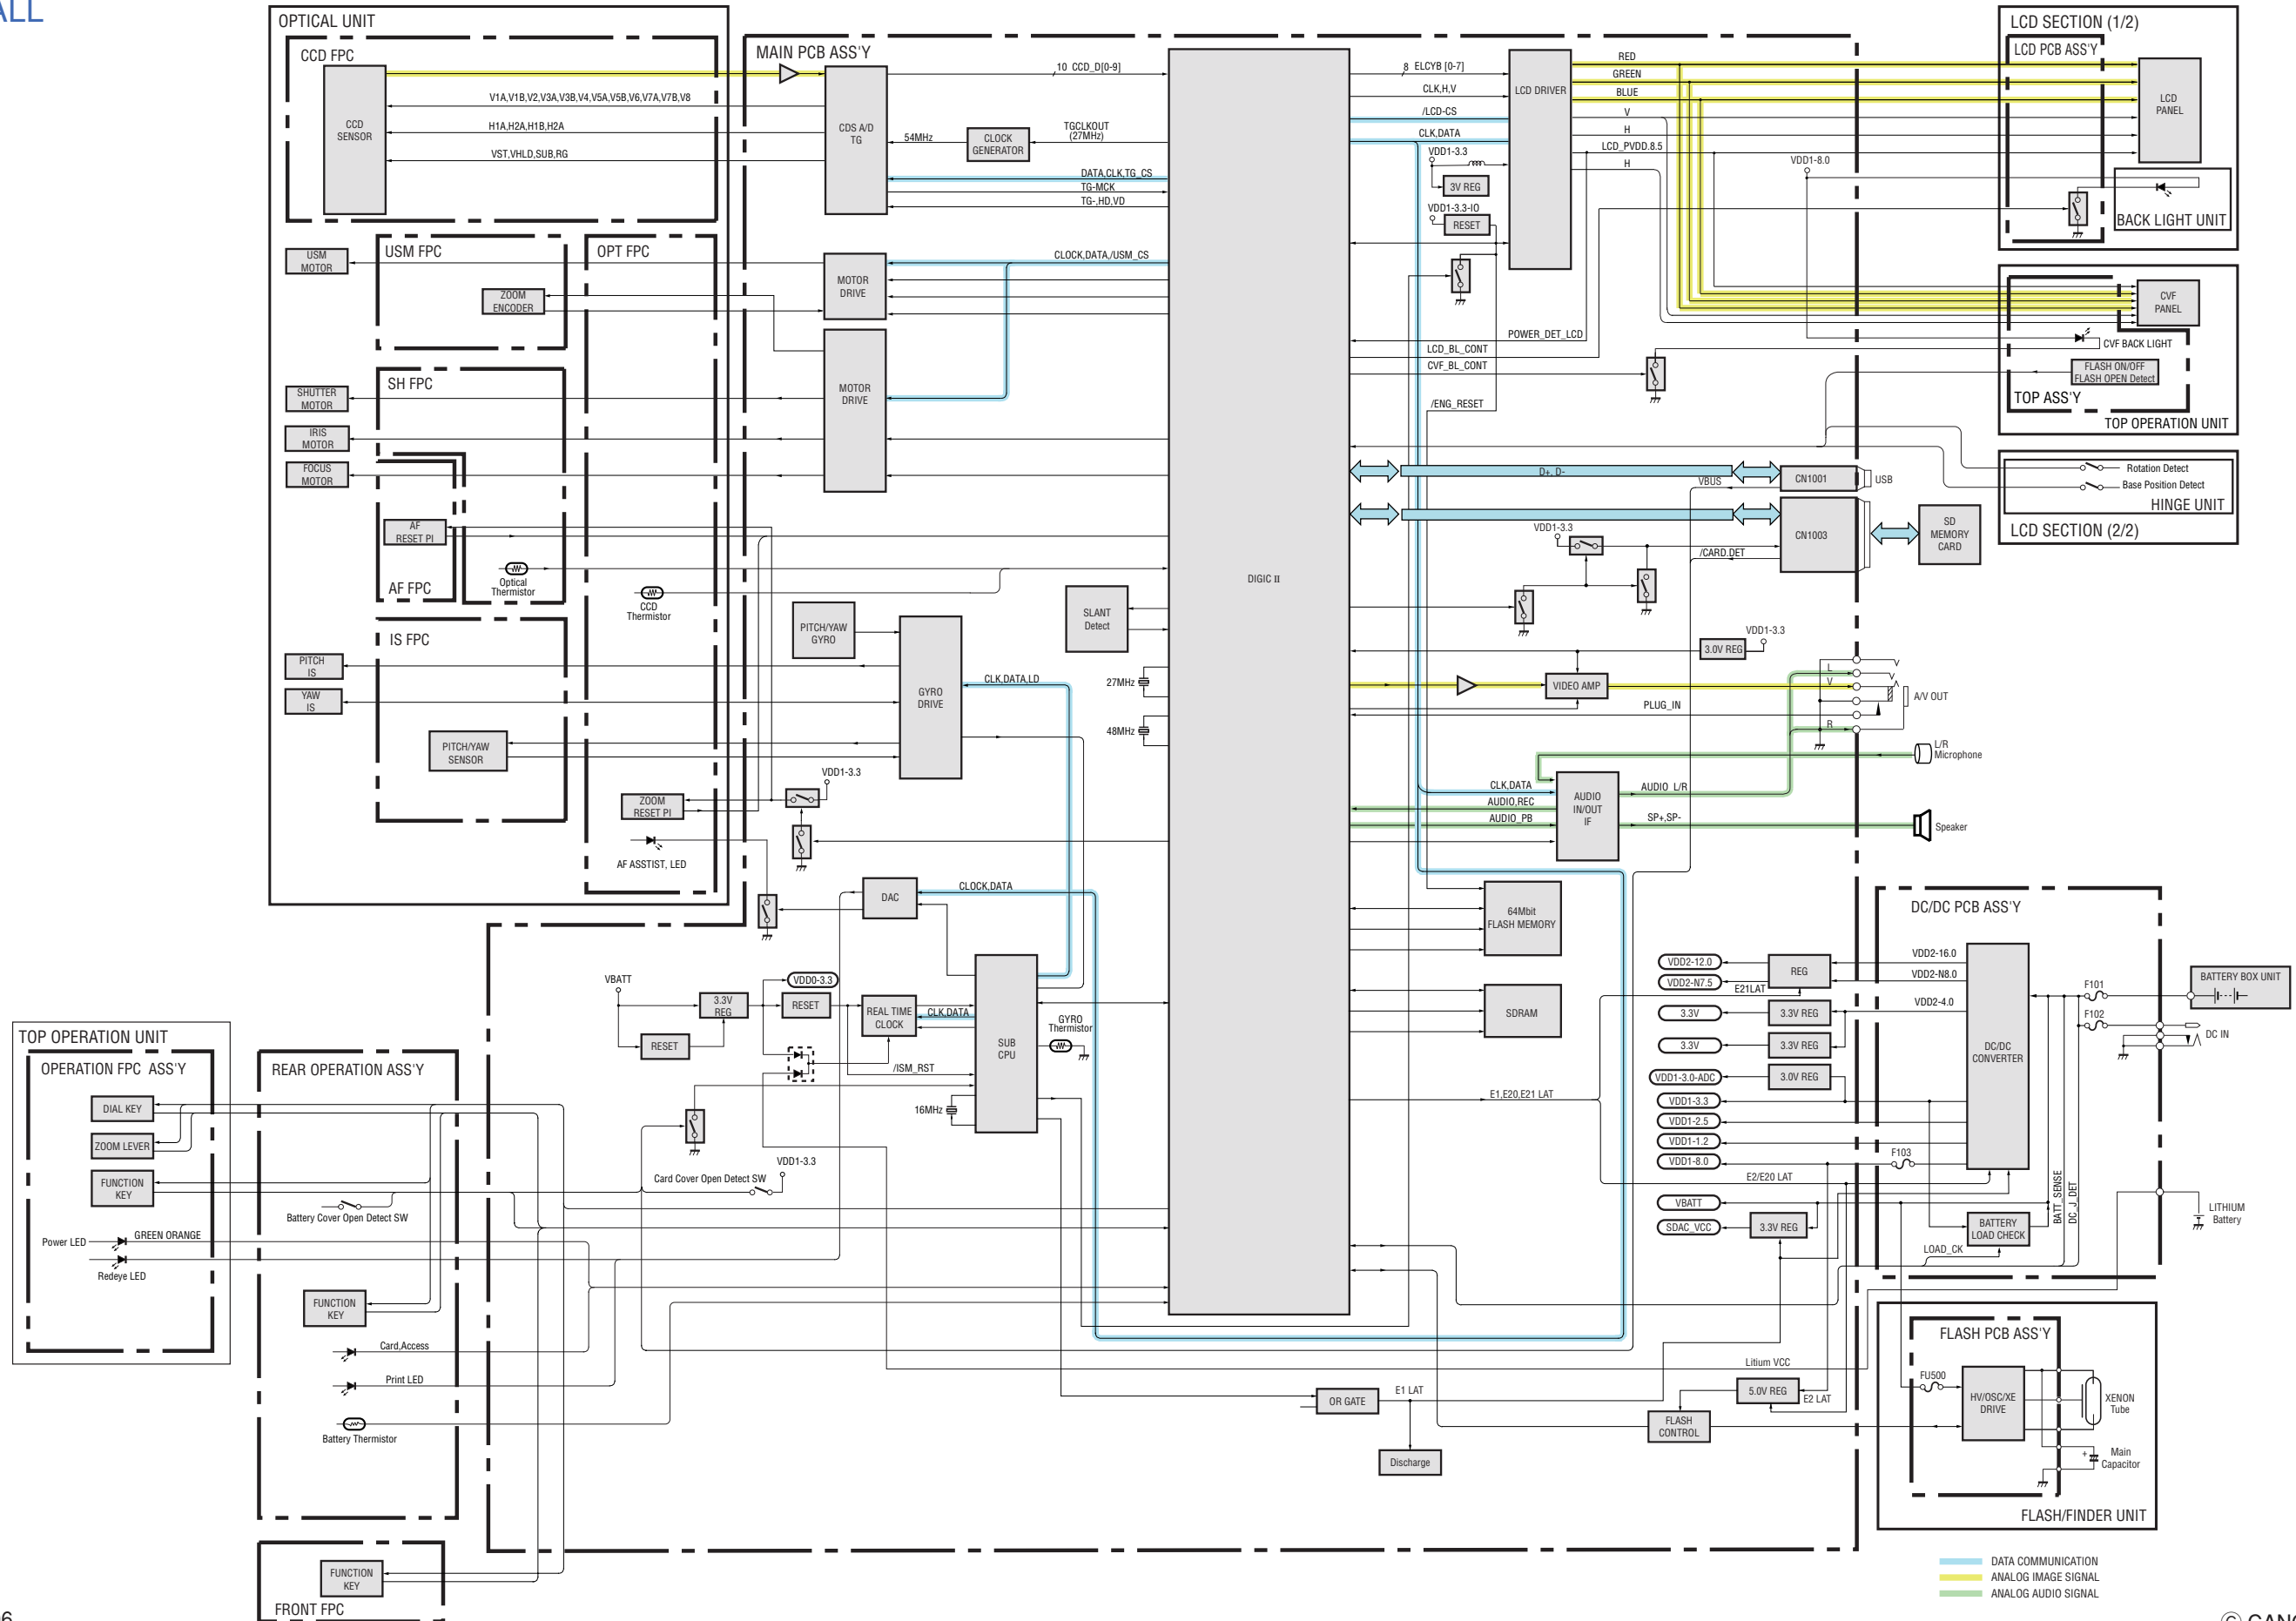 ALL
OPTICAL UNIT
CCD FPC
CCD
SENSOR
V1A,V1B,V2,V3A,V3B,V4,V5A,V5B,V6,V7A,V7B,V8
H1A,H2A,H1B,H2A
VST,VHLD,SUB,RG
MAIN PCB ASS'Y
CDS A/D
TG
10 CCD_D[0-9]
54MHz
CLOCK
GENERATOR
TGCLKOUT
(27MHz)
DATA,CLK,TG_CS
TG-MCK
TG-,HD,VD
USM
MOTOR
USM FPC
ZOOM
ENCODER
OPT FPC
MOTOR
DRIVE
CLOCK,DATA,/USM_CS
SH FPC
SHUTTER
MOTOR
IRIS
MOTOR
FOCUS
MOTOR
MOTOR
DRIVE
AF
RESET PI
AF FPC
Optical
Thermistor
CCD
Thermistor
IS FPC
PITCH
IS
YAW
IS
PITCH/YAW
SENSOR
PITCH/YAW
GYRO
GYRO
DRIVE
SLANT
Detect
CLK,DATA,LD
27MHz
48MHz
ZOOM
RESET PI
VDD1-3.3
AF ASSTIST, LED
DIGIC II
8 ELCYB [0-7]
CLK,H,V
/LCD-CS
CLK,DATA
VDD1-3.3
3V REG
VDD1-3.3-IO
RESET
LCD DRIVER
RED
GREEN
BLUE
V
H
LCD_PVDD.8.5
H
POWER_DET_LCD
LCD_BL_CONT
CVF_BL_CONT
/ENG_RESET
LCD SECTION (1/2)
LCD PCB ASS'Y
LCD
PANEL
VDD1-8.0
BACK LIGHT UNIT
CVF
PANEL
CVF BACK LIGHT
FLASH ON/OFF
FLASH OPEN Detect
TOP ASS'Y
TOP OPERATION UNIT
Rotation Detect
Base Position Detect
HINGE UNIT
LCD SECTION (2/2)
D+, D-
VBUS
CN1001
USB
VDD1-3.3
/CARD.DET
CN1003
SD
MEMORY
CARD
3.0V REG
VDD1-3.3
VIDEO AMP
PLUG_IN
L
V
R
A/V OUT
L/R
Microphone
CLK,DATA
AUDIO,REC
AUDIO_PB
AUDIO
IN/OUT
IF
AUDIO L/R
SP+,SP-
Speaker
DAC
CLOCK,DATA
64Mbit
FLASH MEMORY
SDRAM
VBATT
3.3V
REG
RESET
VDD0-3.3
RESET
REAL TIME
CLOCK
CLK,DATA
SUB
CPU
GYRO
Thermistor
/ISM_RST
16MHz
VDD1-3.3
Card Cover Open Detect SW
E1,E20,E21 LAT
DC/DC PCB ASS'Y
VDD2-12.0
VDD2-N7.5
REG
E21LAT
VDD2-16.0
VDD2-N8.0
VDD2-4.0
3.3V
3.3V REG
3.3V
3.3V REG
VDD1-3.0-ADC
3.0V REG
VDD1-3.3
VDD1-2.5
VDD1-1.2
VDD1-8.0
F103
E2/E20 LAT
VBATT
SDAC_VCC
3.3V REG
DC/DC
CONVERTER
BATT_SENSE
DC_J_DET
BATTERY
LOAD CHECK
LOAD_CK
F101
F102
BATTERY BOX UNIT
DC IN
LITHIUM
Battery
TOP OPERATION UNIT
OPERATION FPC ASS'Y
DIAL KEY
ZOOM LEVER
FUNCTION
KEY
Power LED
GREEN ORANGE
Redeye LED
REAR OPERATION ASS'Y
Battery Cover Open Detect SW
FUNCTION
KEY
Card,Access
Print LED
Battery Thermistor
FUNCTION
KEY
FRONT FPC
Litium VCC
OR GATE
E1 LAT
Discharge
5.0V REG
E2 LAT
FLASH
CONTROL
FLASH PCB ASS'Y
FU500
HV/OSC/XE
DRIVE
XENON
Tube
+
Main
Capacitor
FLASH/FINDER UNIT
DATA COMMUNICATION
ANALOG IMAGE SIGNAL
ANALOG AUDIO SIGNAL